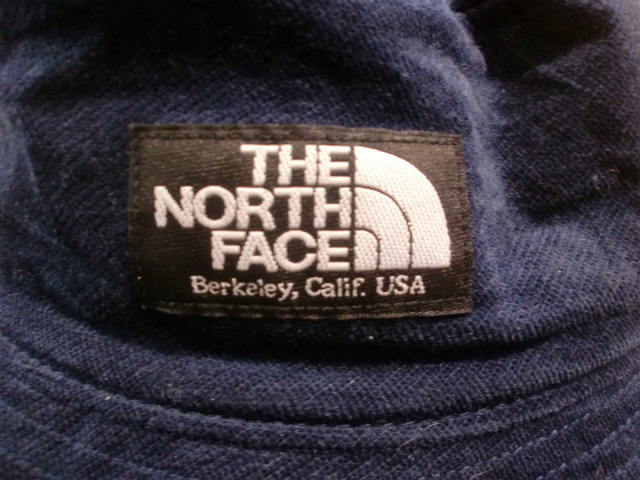 THE
NORTH
FACE
Berkeley, Calif. USA